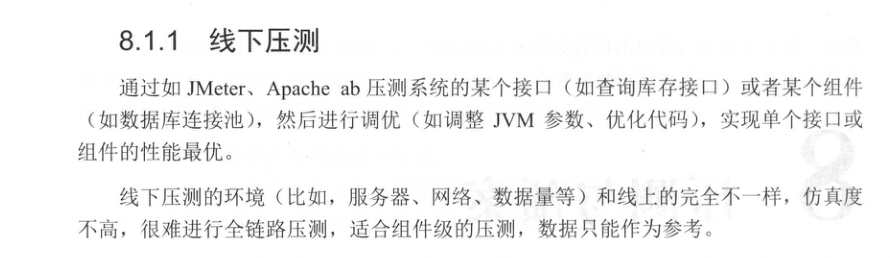 8.1.1 线下压测
通过如 JMeter、Apache ab 压测系统的某个接口（如查询库存接口）或者某个组件
（如数据库连接池），然后进行调优（如调整 JVM 参数、优化代码），实现单个接口或
组件的性能最优。
线下压测的环境（比如，服务器、网络、数据量等）和线上的完全不一样，仿真度
不高，很难进行全链路压测，适合组件级的压测，数据只能作为参考。